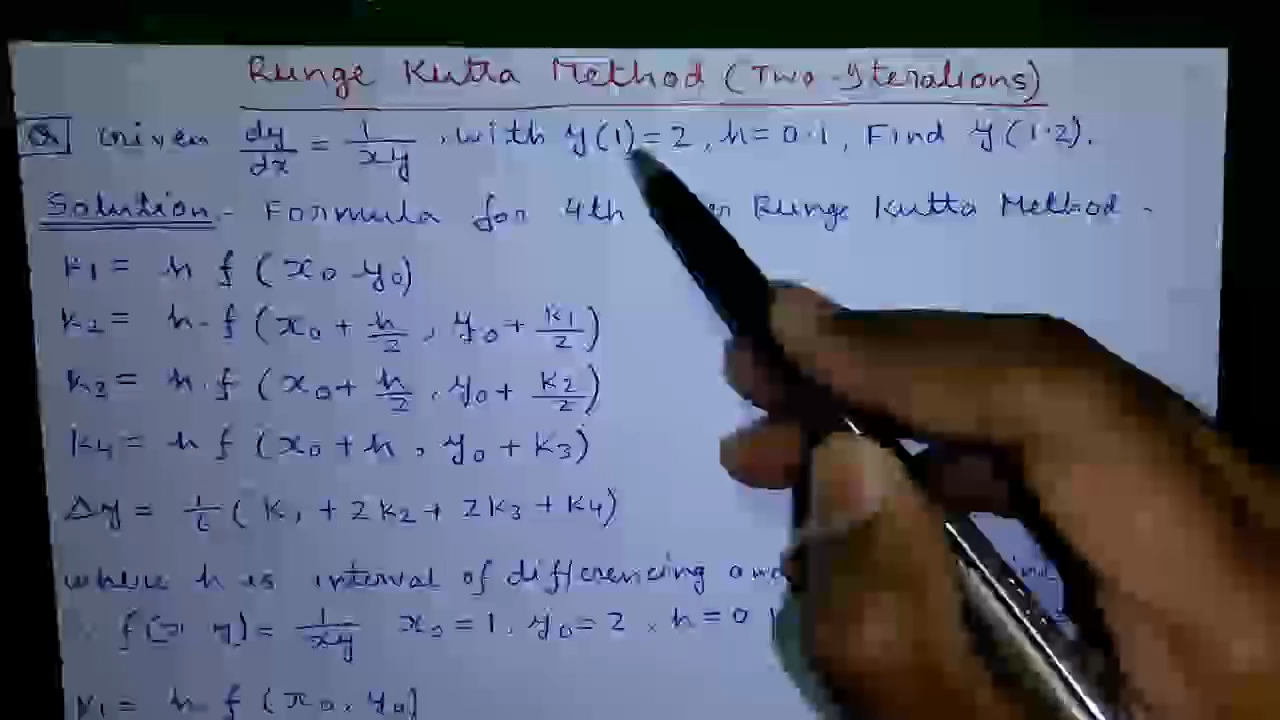 Runge Kutta Method (Two-Iterations)
Q Given dy/dx = 1/xy, with y(1)=2, h=0.1, Find y(1.2).
Solution - Formula for 4th Runge Kutta Method -
K1 = h f (x0 y0)
K2 = h. f (x0 + h/2, y0 + K1/2)
K3 = h. f (x0 + h/2, y0 + K2/2)
K4 = h f (x0 + h, y0 + K3)
Δy = 1/6 (K1 + 2K2 + 2K3 + K4)
where h is interval of differencing and
f(x y) = 1/xy x0 = 1, y0 = 2, h = 0
K1 = h f (x0, y0)